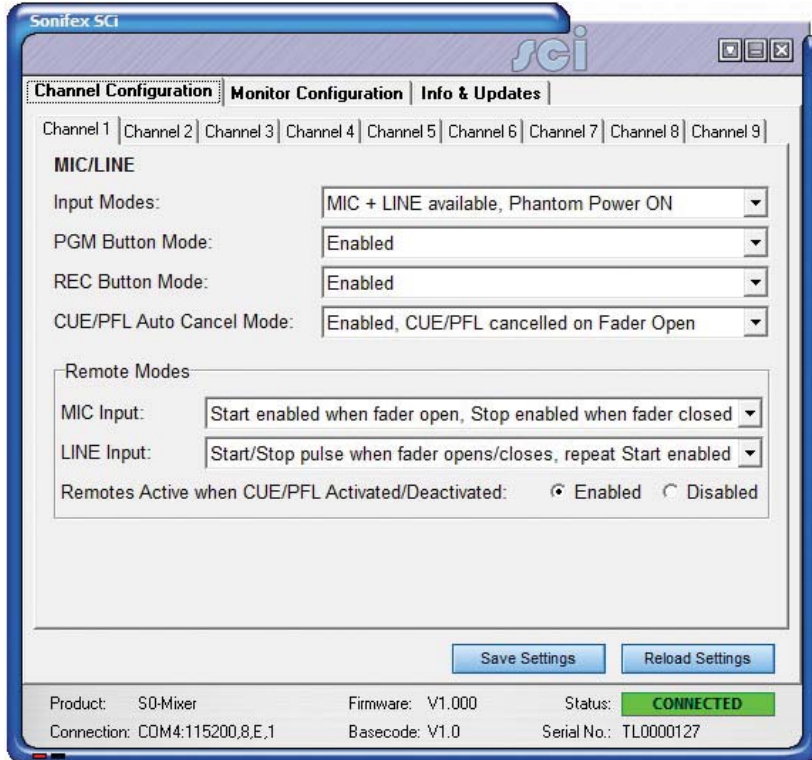 Sonifex SCi
sci
Channel Configuration Monitor Configuration Info & Updates
Channel 1 Channel 2 Channel 3 Channel 4 Channel 5 Channel 6 Channel 7 Channel 8 Channel 9
MIC/LINE
Input Modes: MIC + LINE available, Phantom Power ON
PGM Button Mode: Enabled
REC Button Mode: Enabled
CUE/PFL Auto Cancel Mode: Enabled, CUE/PFL cancelled on Fader Open
Remote Modes
MIC Input: Start enabled when fader open, Stop enabled when fader closed
LINE Input: Start/Stop pulse when fader opens/closes, repeat Start enabled
Remotes Active when CUE/PFL Activated/Deactivated: Enabled Disabled
Save Settings Reload Settings
Product: S0-Mixer Firmware: V1.000 Status: CONNECTED
Connection: COM4:115200,8,E,1 Basecode: V1.0 Serial No.: TL0000127